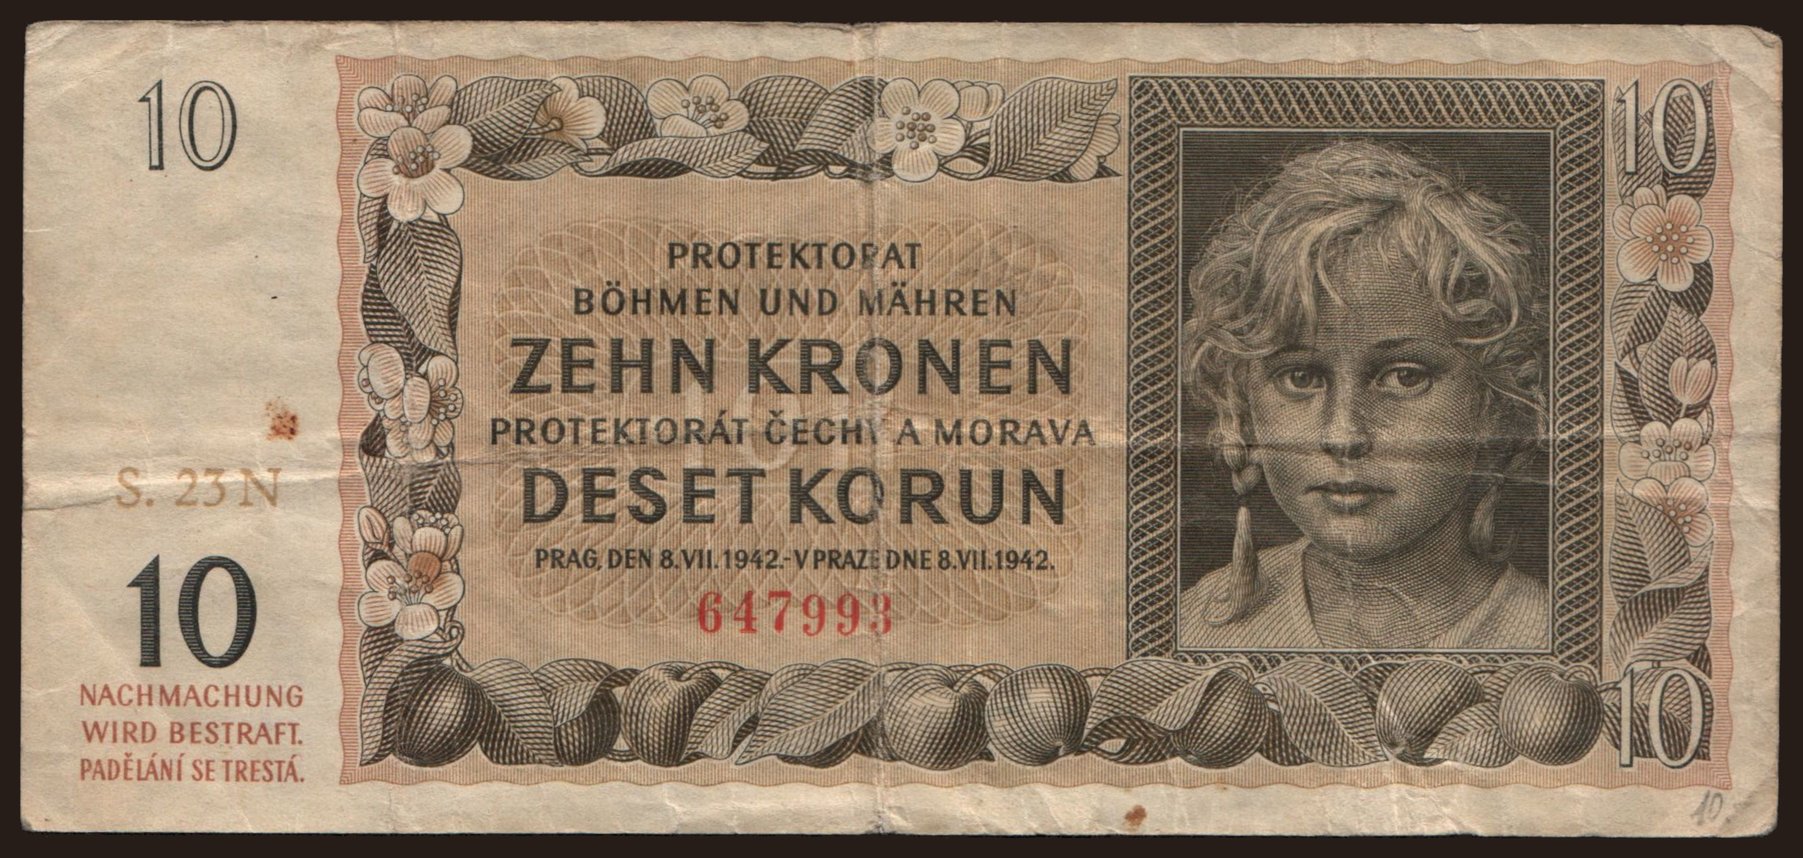 10
10
PROTEKTORAT
BÖHMEN UND MÄHREN
ZEHN KRONEN
PROTEKTORÁT ČECHY A MORAVA
DESET KORUN
PRAG, DEN 8. VII. 1942.-V PRAZE DNE 8. VII. 1942.
647993
S. 23 N
10
NACHMACHUNG
WIRD BESTRAFT.
PADĚLÁNÍ SE TRESTÁ.
10
10